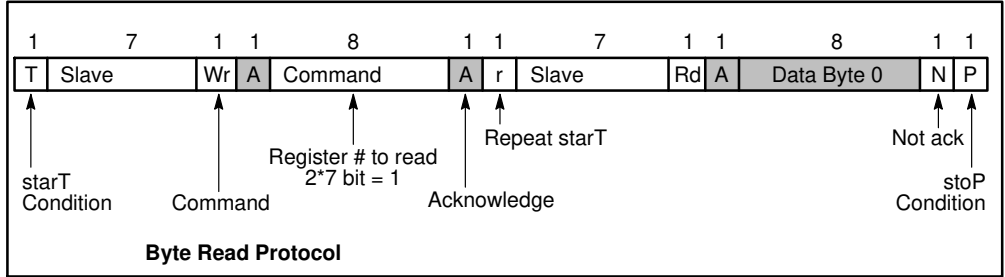 1 7 1 1 8 1 1 7 1 1 8 1 1
T Slave Wr A Command A r Slave Rd A Data Byte 0 N P
Repeat starT Not ack
Register # to read
2*7 bit = 1
starT
Condition Command Acknowledge stoP
Condition
Byte Read Protocol